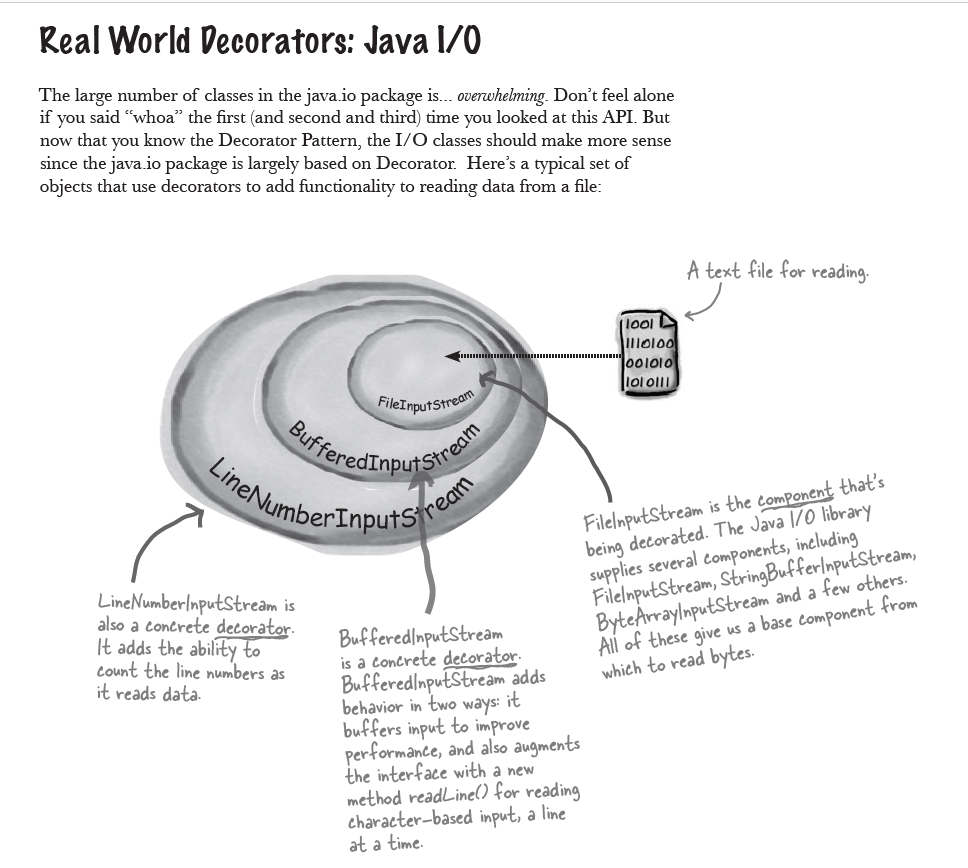 Real World Decorators: Java I/O
The large number of classes in the java.io package is... overwhelming. Don't feel alone
if you said “whoa” the first (and second and third) time you looked at this API. But
now that you know the Decorator Pattern, the I/O classes should make more sense
since the java.io package is largely based on Decorator. Here's a typical set of
objects that use decorators to add functionality to reading data from a file:
A text file for reading.
1001
1110100
001010
1010111
FileInputStream
BufferedInputStream
LineNumberInputStream
FileInputStream is the component that's
being decorated. The Java I/O library
supplies several components, including
FileInputStream, StringBufferInputStream,
ByteArrayInputStream and a few others.
All of these give us a base component from
which to read bytes.
LineNumberInputStream is
also a concrete decorator.
It adds the ability to
count the line numbers as
it reads data.
BufferedInputStream
is a concrete decorator.
BufferedInputStream adds
behavior in two ways: it
buffers input to improve
performance, and also augments
the interface with a new
method readLine() for reading
character-based input, a line
at a time.